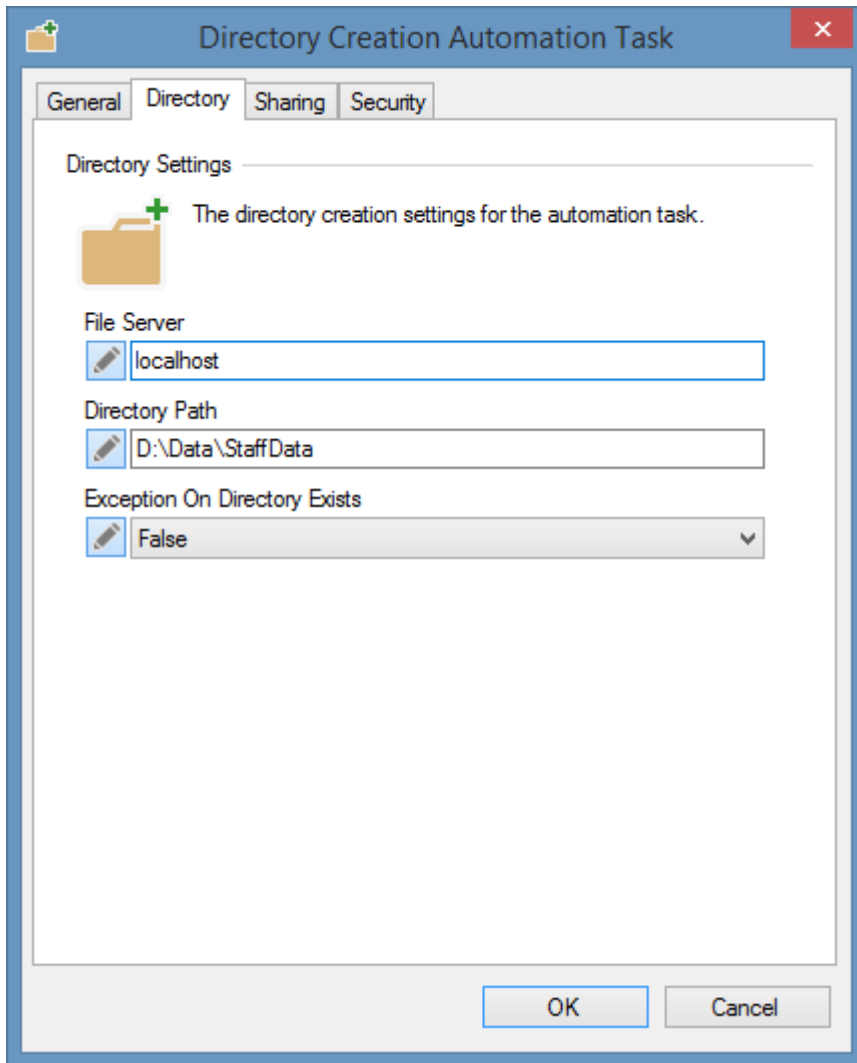 Directory Creation Automation Task
General Directory Sharing Security
Directory Settings
The directory creation settings for the automation task.
File Server
localhost
Directory Path
D:\Data\StaffData
Exception On Directory Exists
False
OK Cancel